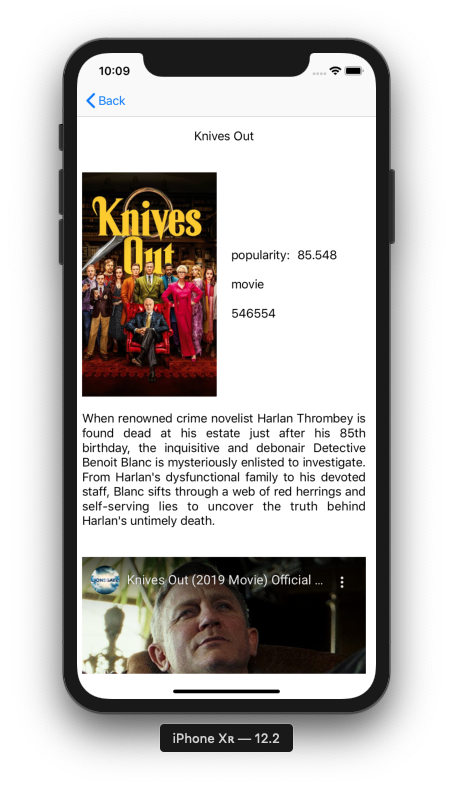 10:09
Back
Knives Out
Knives
Out
popularity: 85.548
movie
546554
When renowned crime novelist Harlan Thrombey is
found dead at his estate just after his 85th
birthday, the inquisitive and debonair Detective
Benoit Blanc is mysteriously enlisted to investigate.
From Harlan's dysfunctional family to his devoted
staff, Blanc sifts through a web of red herrings and
self-serving lies to uncover the truth behind
Harlan's untimely death.
LIONSGATE
Knives Out (2019 Movie) Official ...
iPhone Xʀ — 12.2